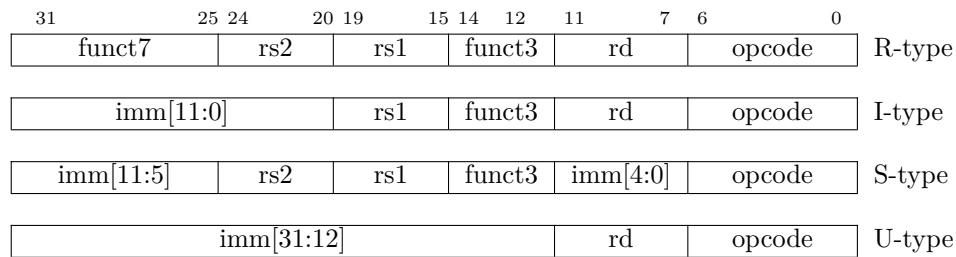 31 25 24 20 19 15 14 12 11 7 6 0
funct7 rs2 rs1 funct3 rd opcode R-type
imm[11:0] rs1 funct3 rd opcode I-type
imm[11:5] rs2 rs1 funct3 imm[4:0] opcode S-type
imm[31:12] rd opcode U-type